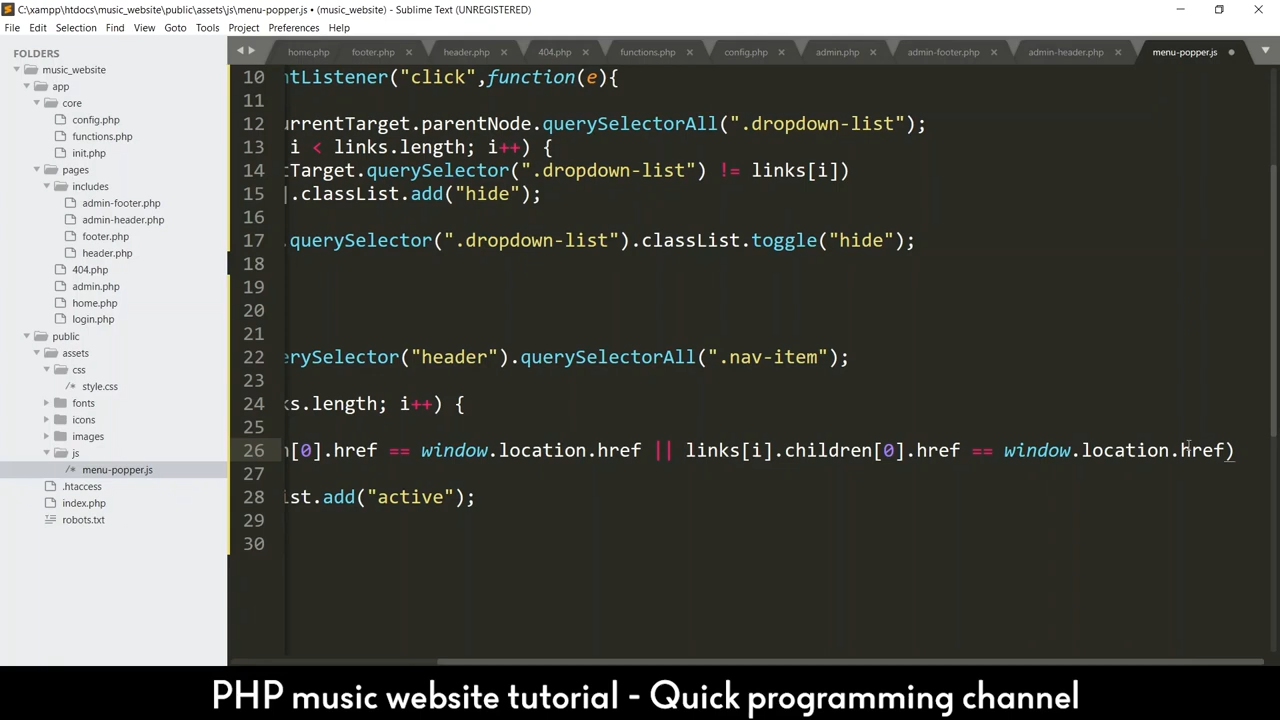 C:\xampp\htdocs\music_website\public\assets\js\menu-popper.js • (music_website) - Sublime Text (UNREGISTERED)
File Edit Selection Find View Goto Tools Project Preferences Help
FOLDERS
music_website
app
core
config.php
functions.php
init.php
pages
includes
admin-footer.php
admin-header.php
footer.php
header.php
404.php
admin.php
home.php
login.php
public
assets
css
/* style.css
fonts
icons
images
js
/* menu-popper.js
.htaccess
index.php
robots.txt
home.php footer.php header.php 404.php functions.php config.php admin.php admin-footer.php admin-header.php menu-popper.js
10 ntListener("click",function(e){
11
12 urrentTarget.parentNode.querySelectorAll(".dropdown-list");
13 i < links.length; i++) {
14 tTarget.querySelector(".dropdown-list") != links[i])
15 ].classList.add("hide");
16
17 .querySelector(".dropdown-list").classList.toggle("hide");
18
19
20
21
22 erySelector("header").querySelectorAll(".nav-item");
23
24 ks.length; i++) {
25
26 n[0].href == window.location.href || links[i].children[0].href == window.location.href)
27
28 ist.add("active");
29
30
PHP music website tutorial - Quick programming channel